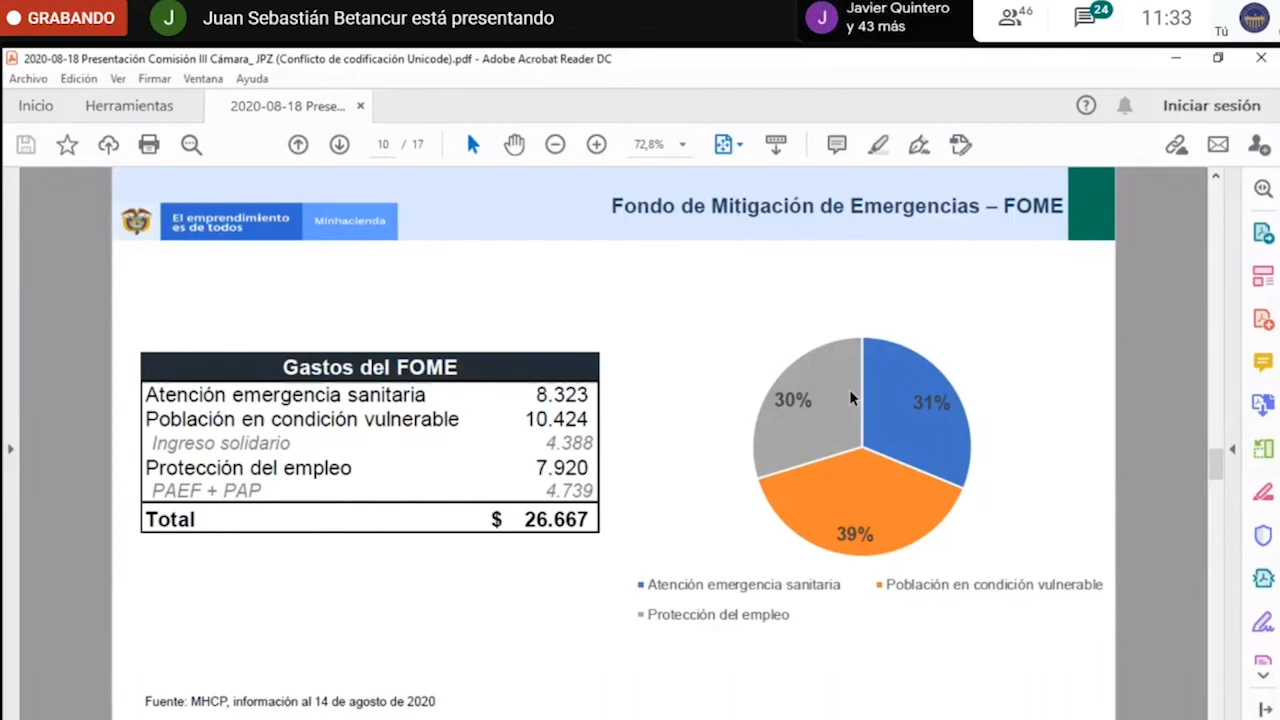 GRABANDO
J
Juan Sebastián Betancur está presentando
J
Javier Quintero
y 43 más
46
24
11:33
Tú
2020-08-18 Presentación Comisión III Cámara_ JPZ (Conflicto de codificación Unicode).pdf - Adobe Acrobat Reader DC
Archivo Edición Ver Firmar Ventana Ayuda
Inicio Herramientas 2020-08-18 Prese... × Iniciar sesión
10 / 17 72,8%
El emprendimiento
es de todos
Minhacienda
Fondo de Mitigación de Emergencias – FOME
Gastos del FOME
Atención emergencia sanitaria 8.323
Población en condición vulnerable 10.424
Ingreso solidario 4.388
Protección del empleo 7.920
PAEF + PAP 4.739
Total $ 26.667
30%
31%
39%
Atención emergencia sanitaria
Población en condición vulnerable
Protección del empleo
Fuente: MHCP, información al 14 de agosto de 2020